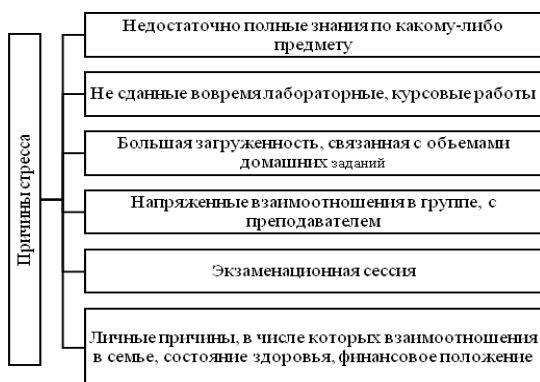 Причины стресса
Недостаточно полные знания по какому-либо
предмету
Не сданные вовремя лабораторные, курсовые работы
Большая загруженность, связанная с объемами
домашних заданий
Напряженные взаимоотношения в группе, с
преподавателем
Экзаменационная сессия
Личные причины, в числе которых взаимоотношения
в семье, состояние здоровья, финансовое положение